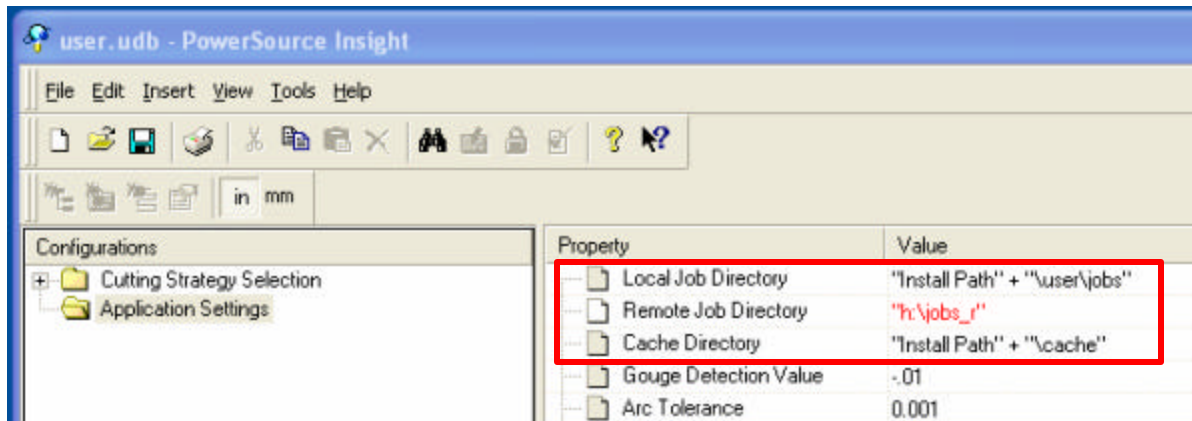 user.udb - PowerSource Insight
File Edit Insert View Tools Help
in mm
Configurations
Cutting Strategy Selection
Application Settings
Property Value
Local Job Directory "Install Path" + "\user\jobs"
Remote Job Directory "h:\jobs_r"
Cache Directory "Install Path" + "\cache"
Gouge Detection Value -.01
Arc Tolerance 0.001